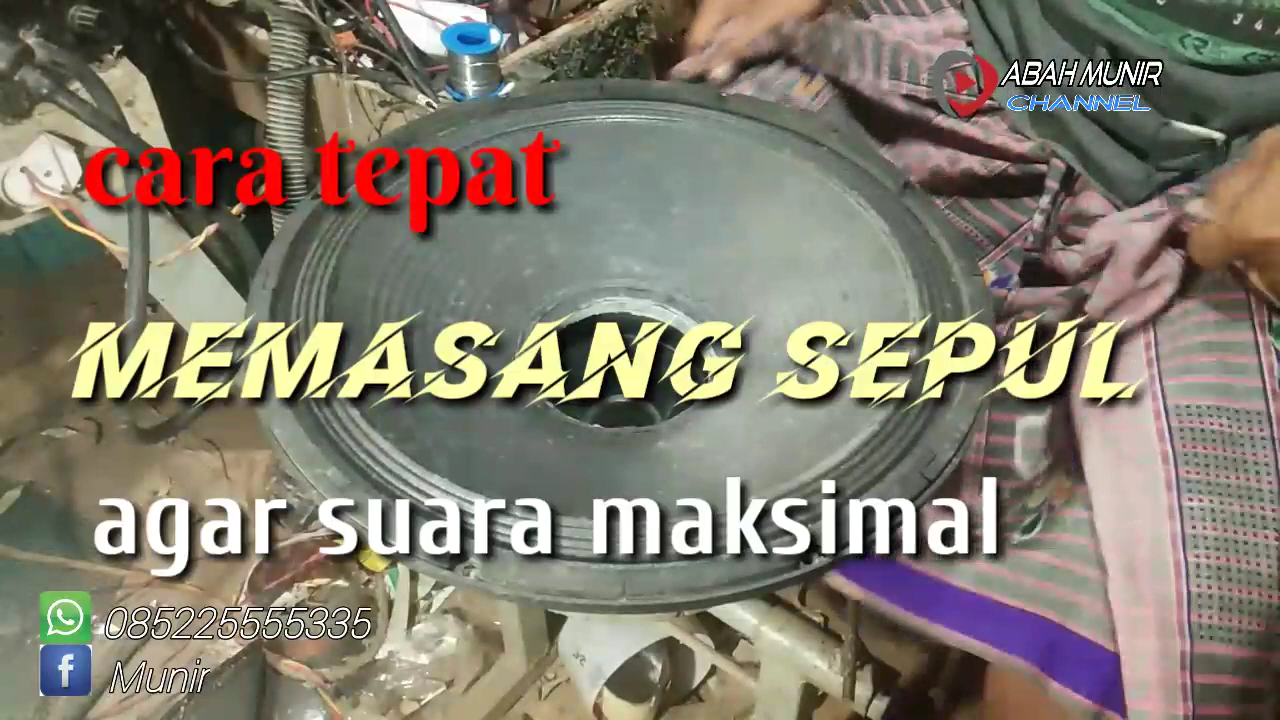 ABAH MUNIR
CHANNEL
cara tepat
MEMASANG SEPUL
agar suara maksimal
085225555335
Munir